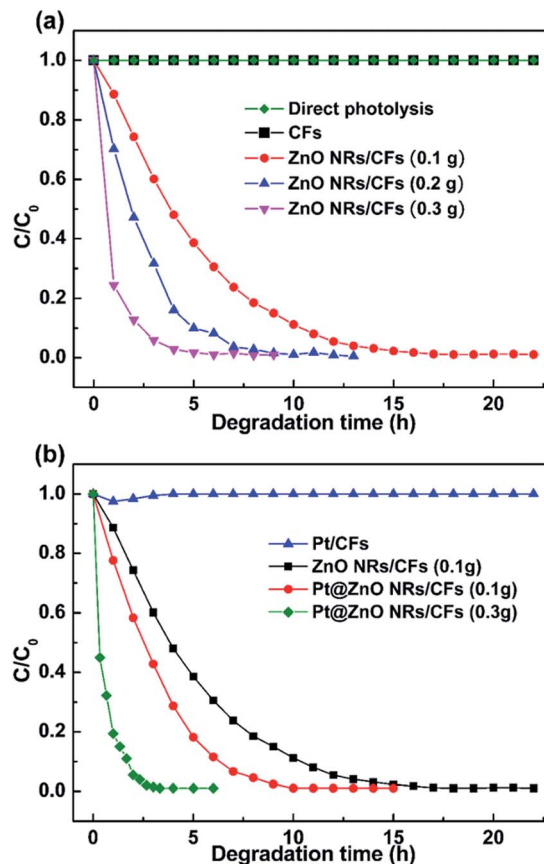 (a)
1.0
0.8
0.6
0.4
0.2
0.0
C/C0
Direct photolysis
CFs
ZnO NRs/CFs (0.1 g)
ZnO NRs/CFs (0.2 g)
ZnO NRs/CFs (0.3 g)
0 5 10 15 20
Degradation time (h)
(b)
1.0
0.8
0.6
0.4
0.2
0.0
C/C0
Pt/CFs
ZnO NRs/CFs (0.1g)
Pt@ZnO NRs/CFs (0.1g)
Pt@ZnO NRs/CFs (0.3g)
0 5 10 15 20
Degradation time (h)